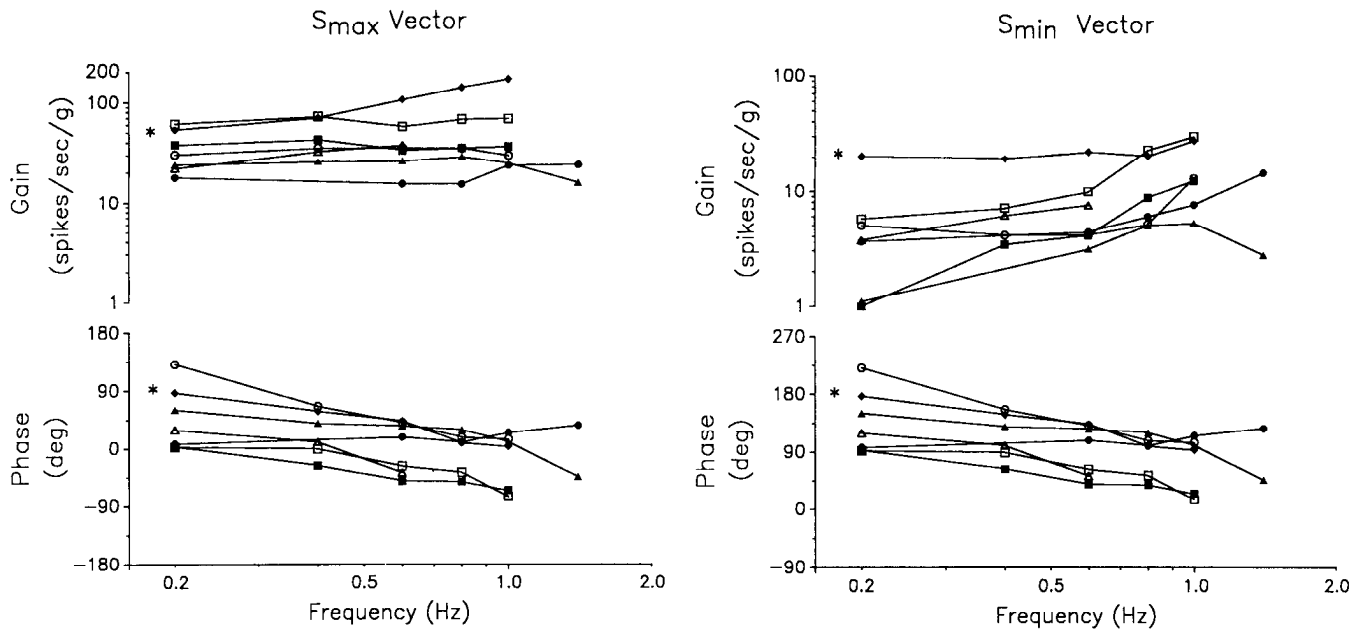 Smax Vector
200
100
*
10
1
Gain
(spikes/sec/g)
180
90
*
0
−90
−180
Phase
(deg)
0.2
0.5
1.0
2.0
Frequency (Hz)
Smin Vector
100
*
10
1
Gain
(spikes/sec/g)
270
180
*
90
0
−90
Phase
(deg)
0.2
0.5
1.0
2.0
Frequency (Hz)